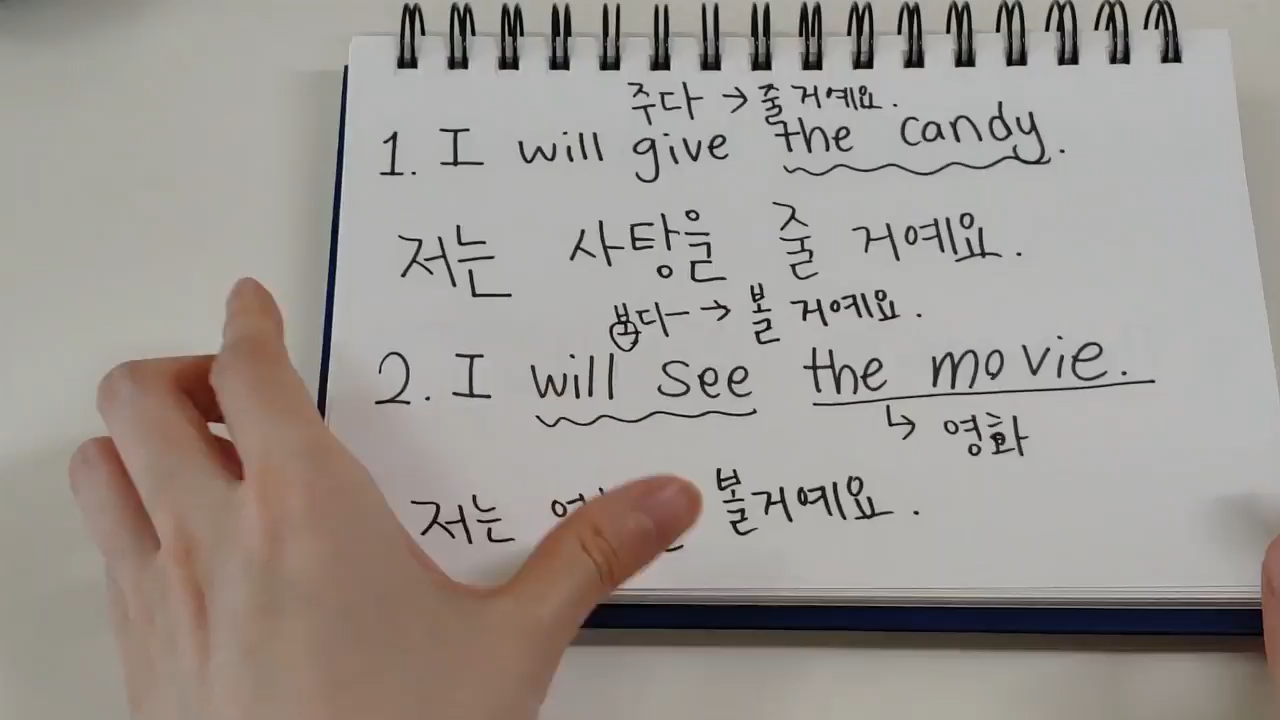 주다 → 줄 거예요.
1. I will give the candy.
저는 사탕을 줄 거예요.
보다 → 볼 거예요.
2. I will see the movie.
↳ 영화
저는 볼거예요.